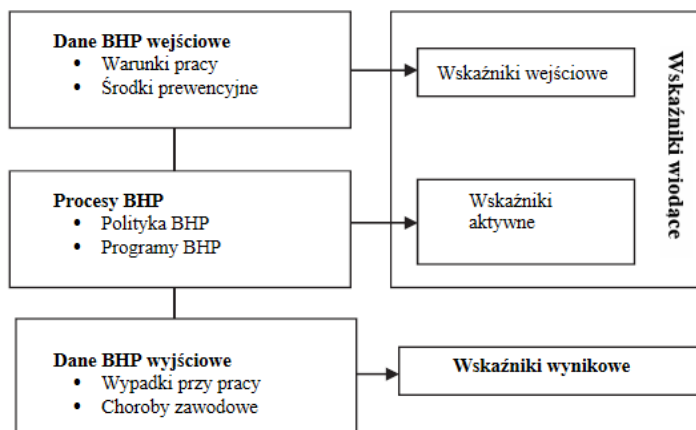 Dane BHP wejściowe
• Warunki pracy
• Środki prewencyjne
Wskaźniki wejściowe
Wskaźniki wiodące
Procesy BHP
• Polityka BHP
• Programy BHP
Wskaźniki
aktywne
Dane BHP wyjściowe
• Wypadki przy pracy
• Choroby zawodowe
Wskaźniki wynikowe